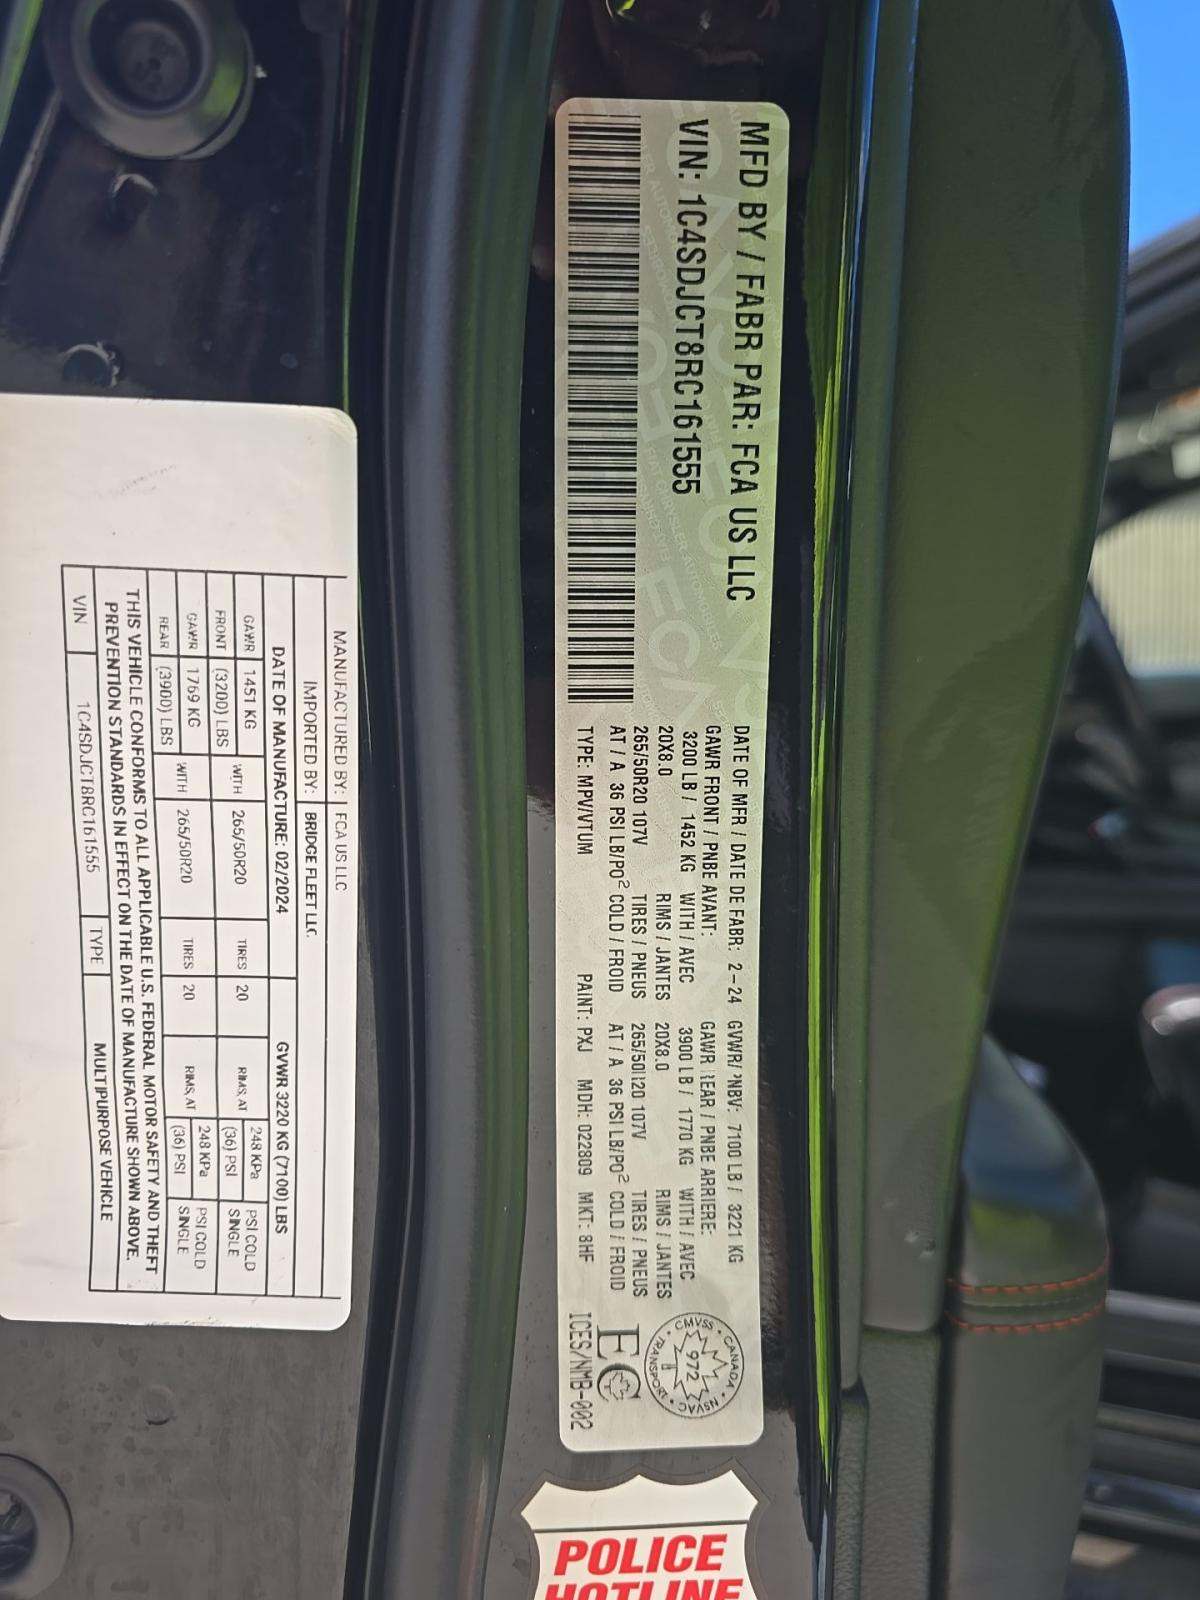 MFD BY / FABR PAR: FCA US LLC
VIN: 1C4SDJCT8RC161555
DATE OF MFR / DATE DE FABR: 2-24 GVWR/PNBV: 7100 LB / 3221 KG
GAWR FRONT / PNBE AVANT: GAWR REAR / PNBE ARRIERE:
3200 LB / 1452 KG WITH / AVEC 3900 LB / 1770 KG WITH / AVEC
20X8.0 RIMS / JANTES 20X8.0 RIMS / JANTES
265/50R20 107V TIRES / PNEUS 265/50R20 107V TIRES / PNEUS
AT / A 36 PSI LB/PO² COLD / FROID AT / A 36 PSI LB/PO² COLD / FROID
TYPE: MPV/VTUM PAINT: PXJ MDH: 022809 MKT: 8HF
CANADA • NSVAC • TRANSPORT • CMVSS •
972
EC
ICES/NMB-002
POLICE
HOTLINE
MANUFACTURED BY: FCA US LLC
IMPORTED BY: BRIDGE FLEET LLC.
DATE OF MANUFACTURE: 02/2024 GVWR 3220 KG (7100) LBS
GAWR 1451 KG WITH 265/50R20 TIRES 20 RIMS, AT 248 KPa PSI COLD
FRONT (3200) LBS (36) PSI SINGLE
GAWR 1769 KG WITH 265/50R20 TIRES 20 RIMS, AT 248 KPa PSI COLD
REAR (3900) LBS (36) PSI SINGLE
THIS VEHICLE CONFORMS TO ALL APPLICABLE U.S. FEDERAL MOTOR SAFETY AND THEFT
PREVENTION STANDARDS IN EFFECT ON THE DATE OF MANUFACTURE SHOWN ABOVE.
VIN 1C4SDJCT8RC161555 TYPE MULTIPURPOSE VEHICLE